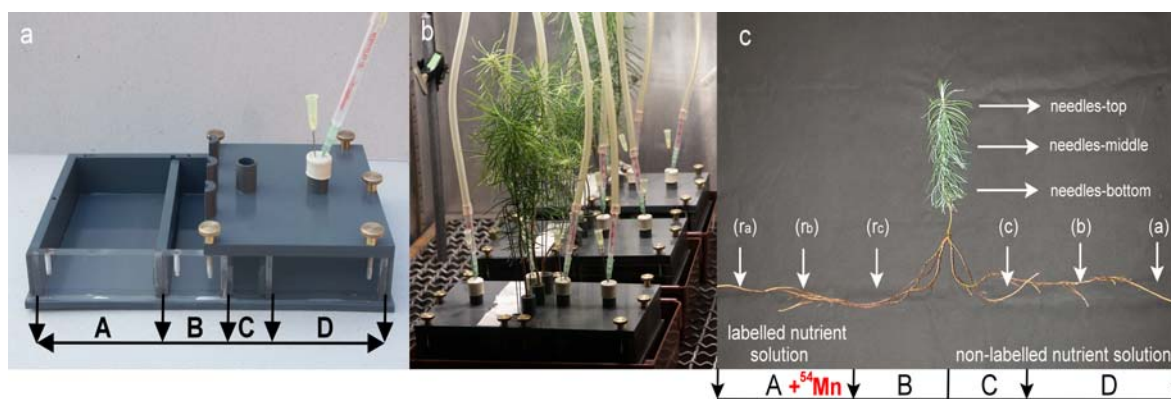 a
A B C D
b
c
needles-top
needles-middle
needles-bottom
(ra) (rb) (rc) (c) (b) (a)
labelled nutrient
solution
non-labelled nutrient solution
A +⁵⁴Mn B C D